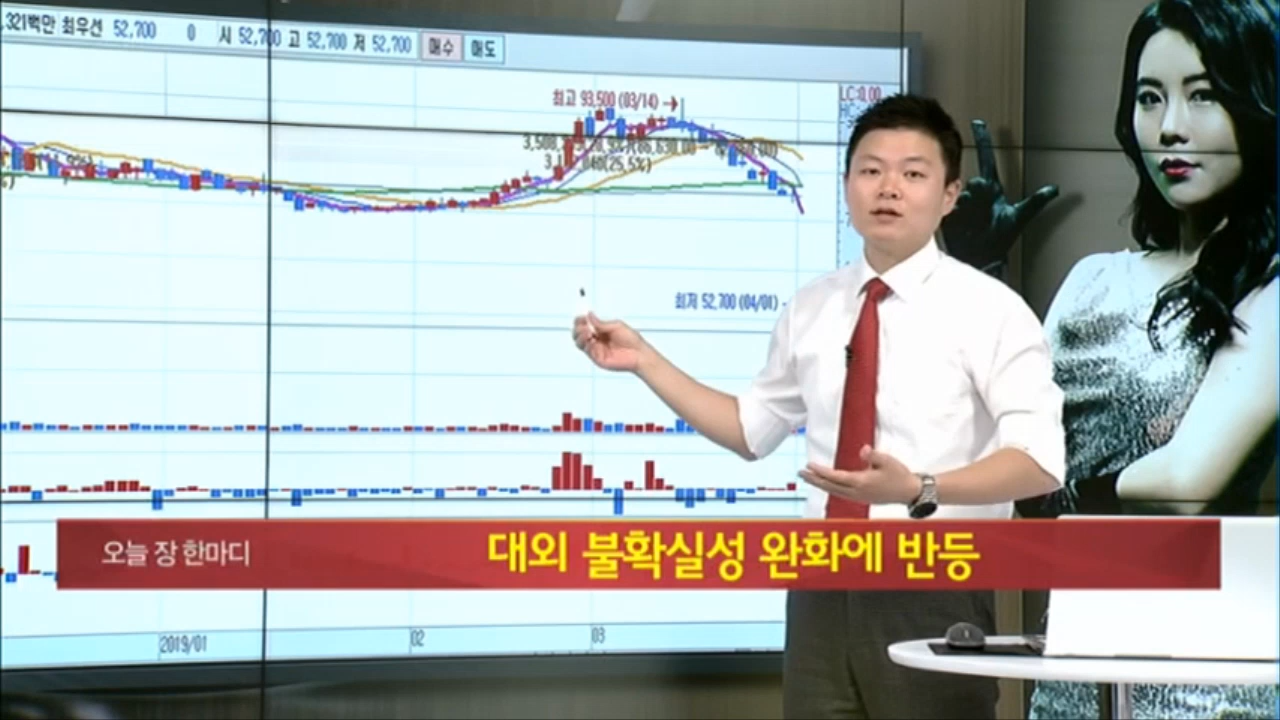 ,321백만 최우선 52,700 0 시 52,700 고 52,700 저 52,700 매수 매도
LC:0.00
최고 93,500 (03/14)
최저 52,700 (04/01)
오늘 장 한마디
대외 불확실성 완화에 반등
2019/01 02 03